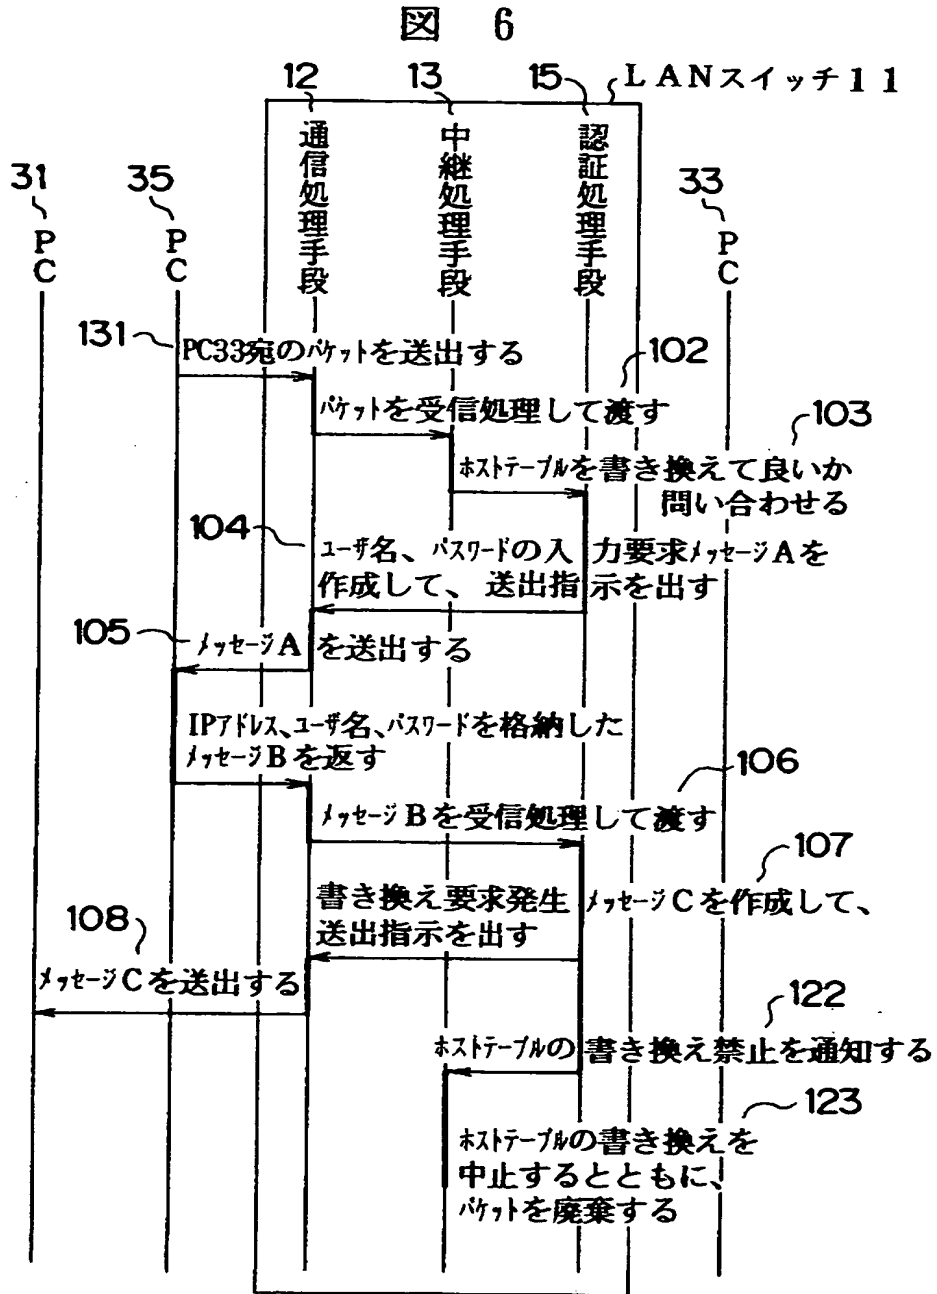 図 6
12 13 15 LANスイッチ11
通信処理手段
中継処理手段
認証処理手段
31 35 33
PC
PC
PC
131
PC33宛のパケットを送出する
102
パケットを受信処理して渡す
103
ホストテーブルを書き換えて良いか
問い合わせる
104
ユーザ名、パスワードの入力要求メッセージAを
作成して、送出指示を出す
105
メッセージAを送出する
IPアドレス、ユーザ名、パスワードを格納した
メッセージBを返す
106
メッセージBを受信処理して渡す
107
書き換え要求発生メッセージCを作成して、
送出指示を出す
108
メッセージCを送出する
122
ホストテーブルの書き換え禁止を通知する
123
ホストテーブルの書き換えを
中止するとともに、
パケットを廃棄する